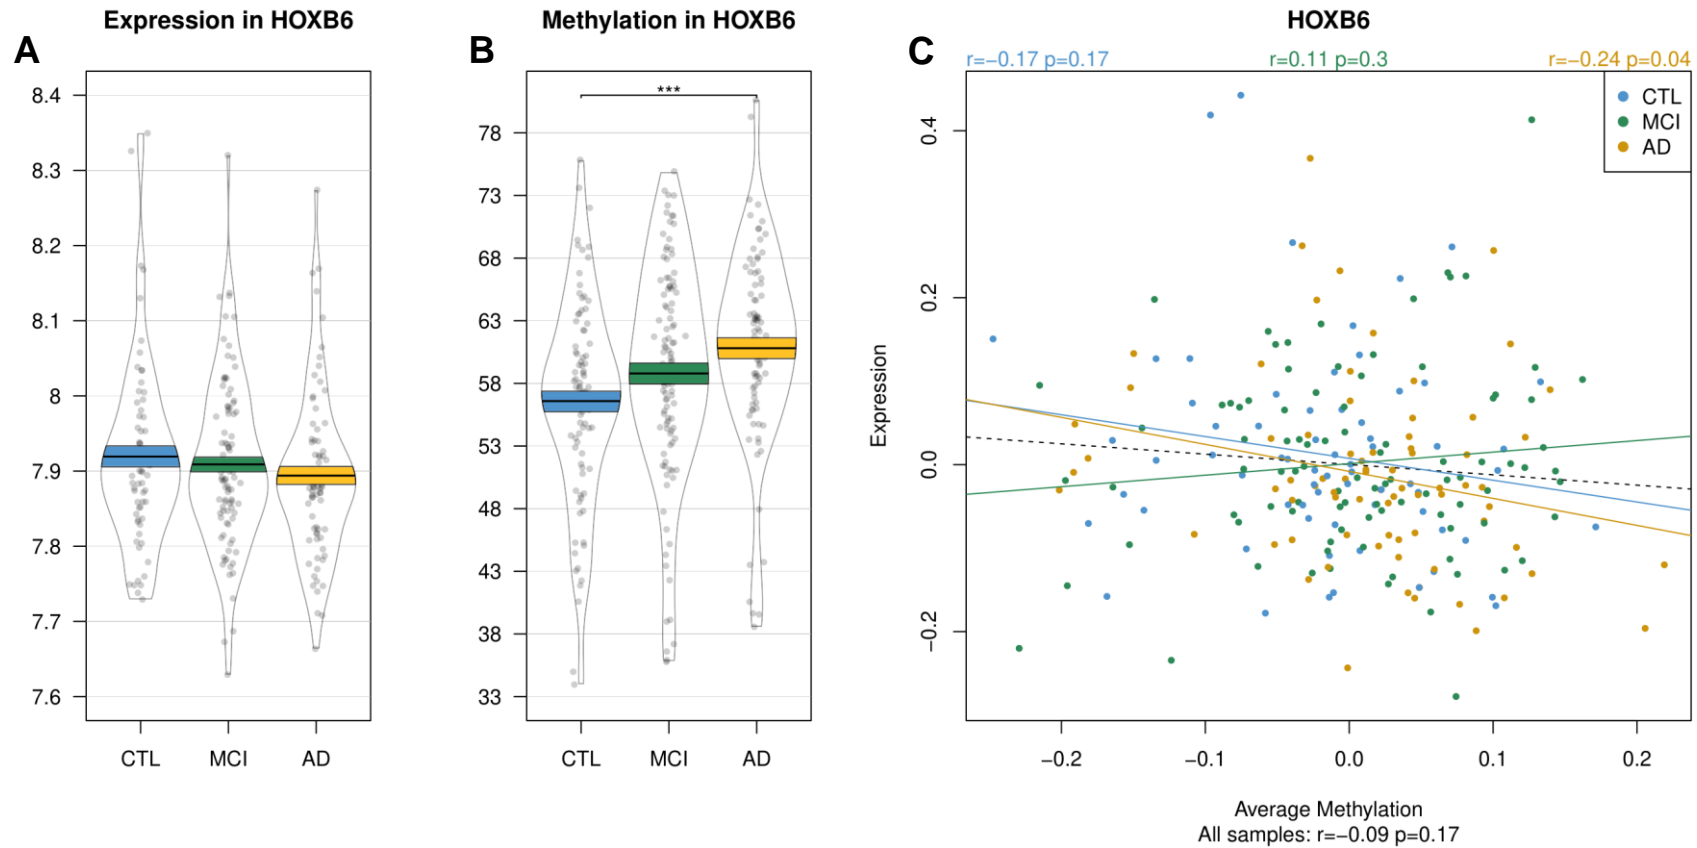 Expression in HOXB6
A
8.4
8.3
8.2
8.1
8
7.9
7.8
7.7
7.6
CTL MCI AD
Methylation in HOXB6
B
***
78
73
68
63
58
53
48
43
38
33
CTL MCI AD
HOXB6
C
r=−0.17 p=0.17 r=0.11 p=0.3 r=−0.24 p=0.04
CTL
MCI
AD
Expression
0.4
0.2
0.0
−0.2
−0.2 −0.1 0.0 0.1 0.2
Average Methylation
All samples: r=−0.09 p=0.17